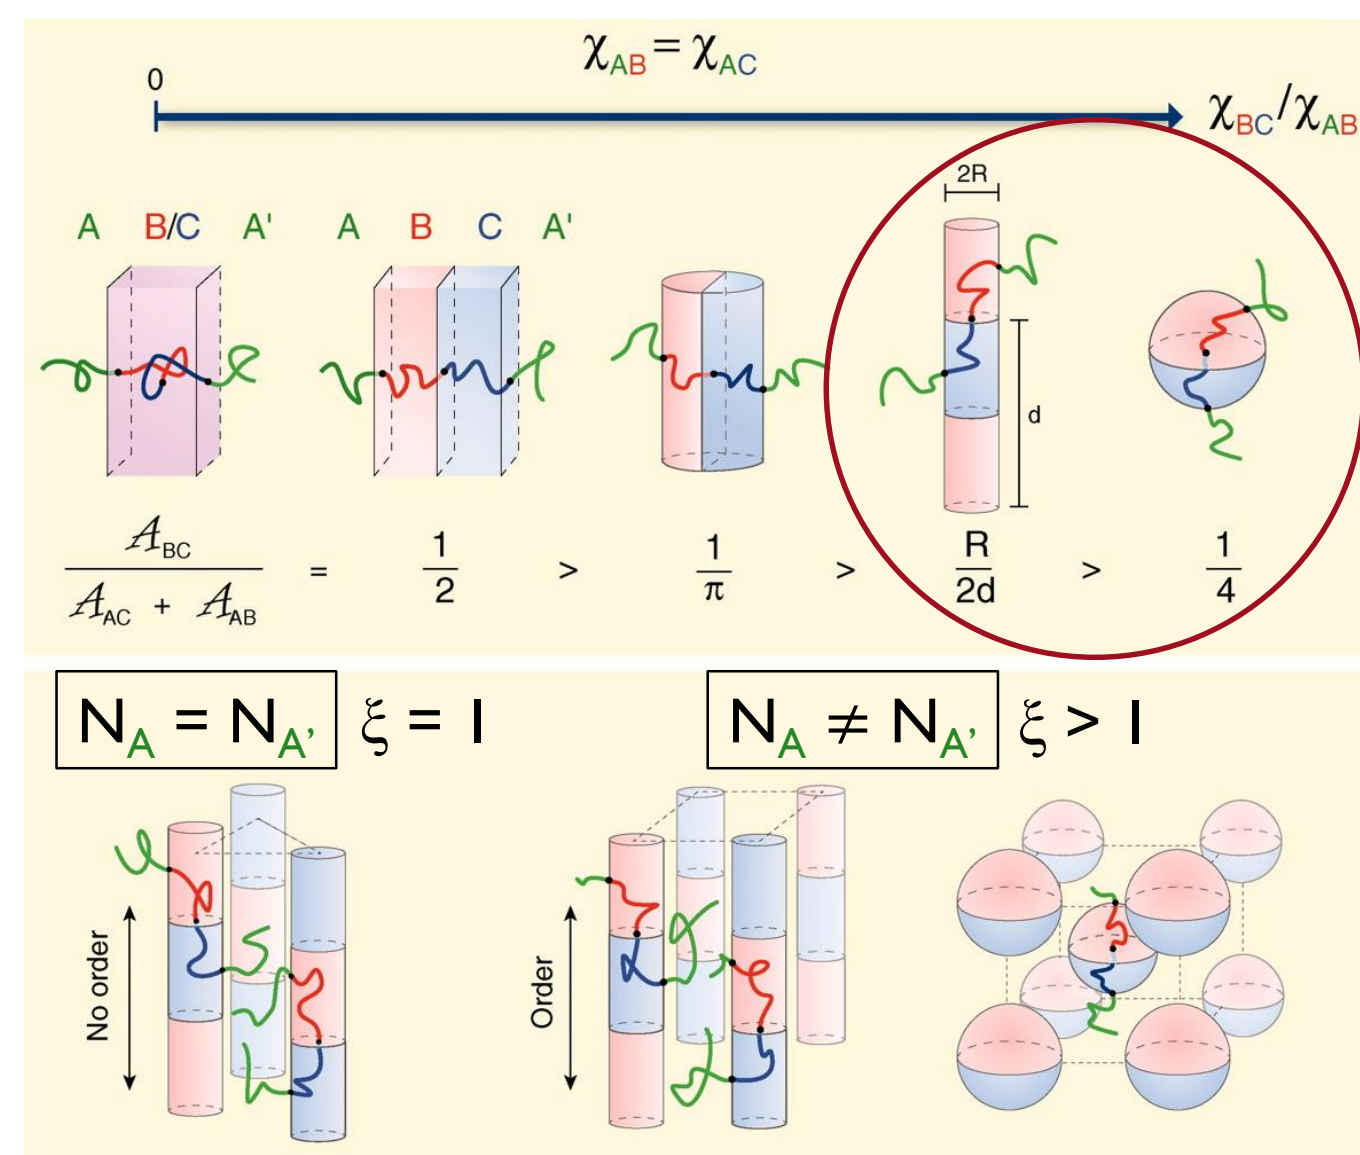 χAB = χAC
0
χBC/χAB
2R
A B/C A' A B C A'
d
ABC / AAC + AAB = 1/2 > 1/π > R/2d > 1/4
NA = NA' ξ = 1 NA ≠ NA' ξ > 1
No order
Order